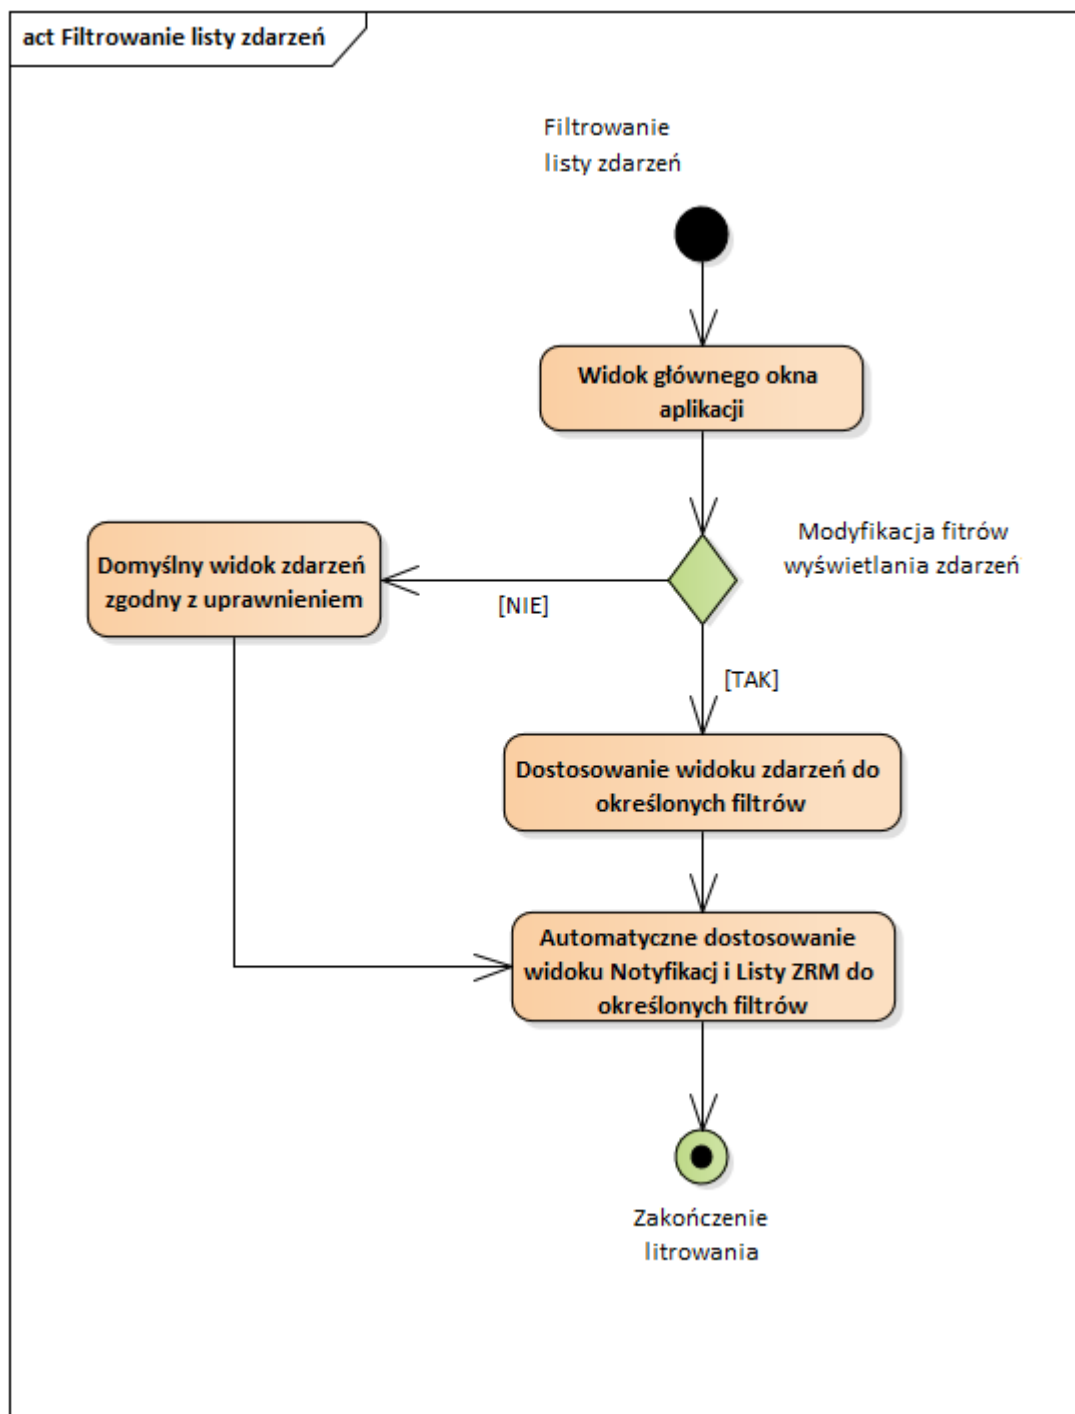 act Filtrowanie listy zdarzeń
Filtrowanie
listy zdarzeń
Widok głównego okna
aplikacji
Modyfikacja fitrów
wyświetlania zdarzeń
Domyślny widok zdarzeń
zgodny z uprawnieniem
[NIE]
[TAK]
Dostosowanie widoku zdarzeń do
określonych filtrów
Automatyczne dostosowanie
widoku Notyfikacj i Listy ZRM do
określonych filtrów
Zakończenie
litrowania